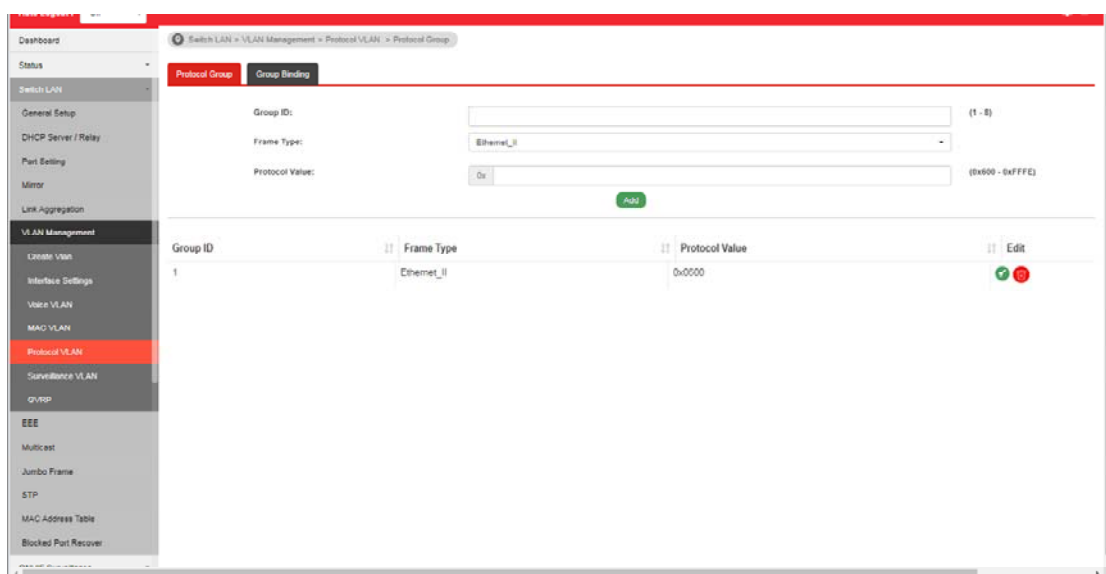 Dashboard
Switch LAN » VLAN Management » Protocol VLAN » Protocol Group
Status
Protocol Group
Group Binding
Switch LAN
General Setup
Group ID:
(1 - 8)
DHCP Server / Relay
Frame Type:
Ethernet_II
Port Setting
Protocol Value:
0x
(0x600 - 0xFFFE)
Mirror
Add
Link Aggregation
VLAN Management
Group ID
Frame Type
Protocol Value
Edit
Create Vlan
1
Ethernet_II
0x0600
Interface Settings
Voice VLAN
MAC VLAN
Protocol VLAN
Surveillance VLAN
GVRP
EEE
Multicast
Jumbo Frame
STP
MAC Address Table
Blocked Port Recover